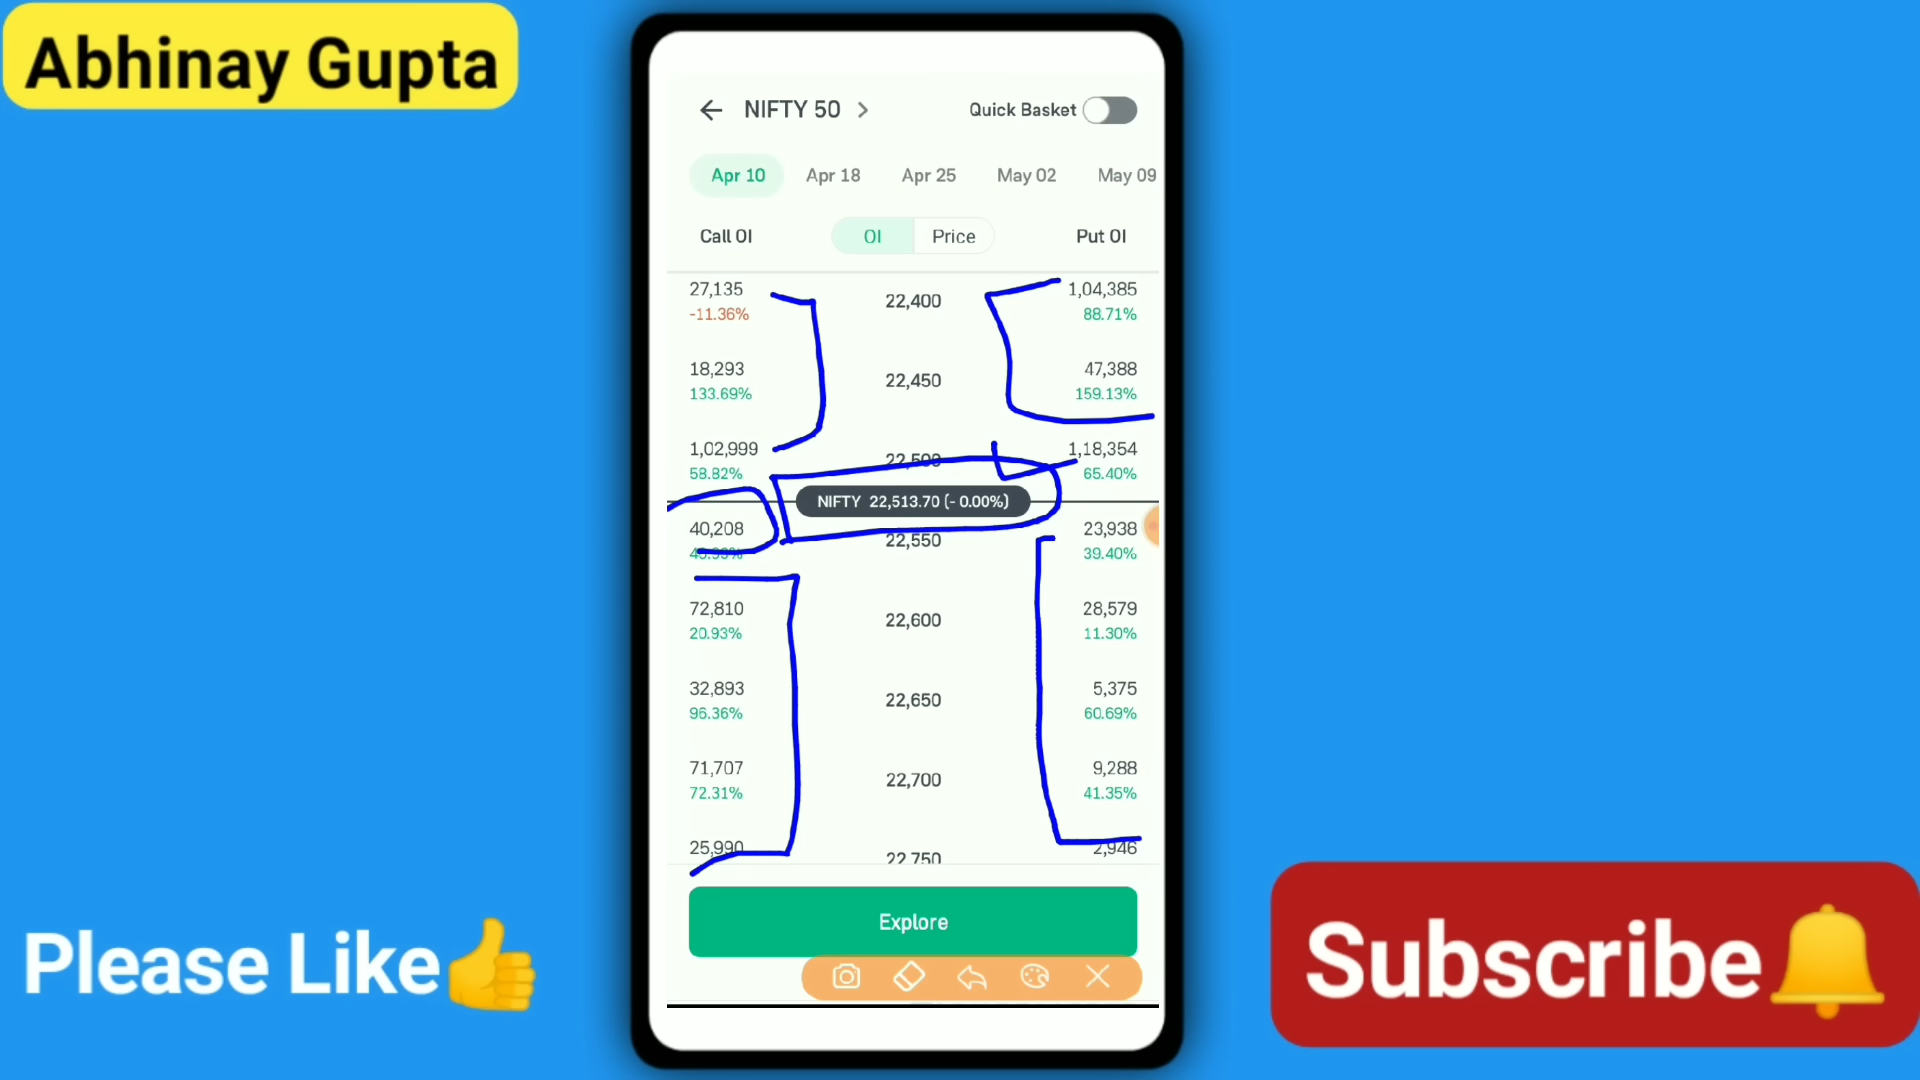 Abhinay Gupta
NIFTY 50
Quick Basket
Apr 10 Apr 18 Apr 25 May 02 May 09
Call OI OI Price Put OI
27,135 22,400 1,04,385
-11.36% 88.71%
18,293 22,450 47,388
133.69% 159.13%
1,02,999 22,500 1,18,354
58.82% 65.40%
NIFTY 22,513.70 (- 0.00%)
40,208 22,550 23,938
39.40%
72,810 22,600 28,579
20.93% 11.30%
32,893 22,650 5,375
96.36% 60.69%
71,707 22,700 9,288
72.31% 41.35%
25,990 22,750 2,946
Explore
Please Like
Subscribe